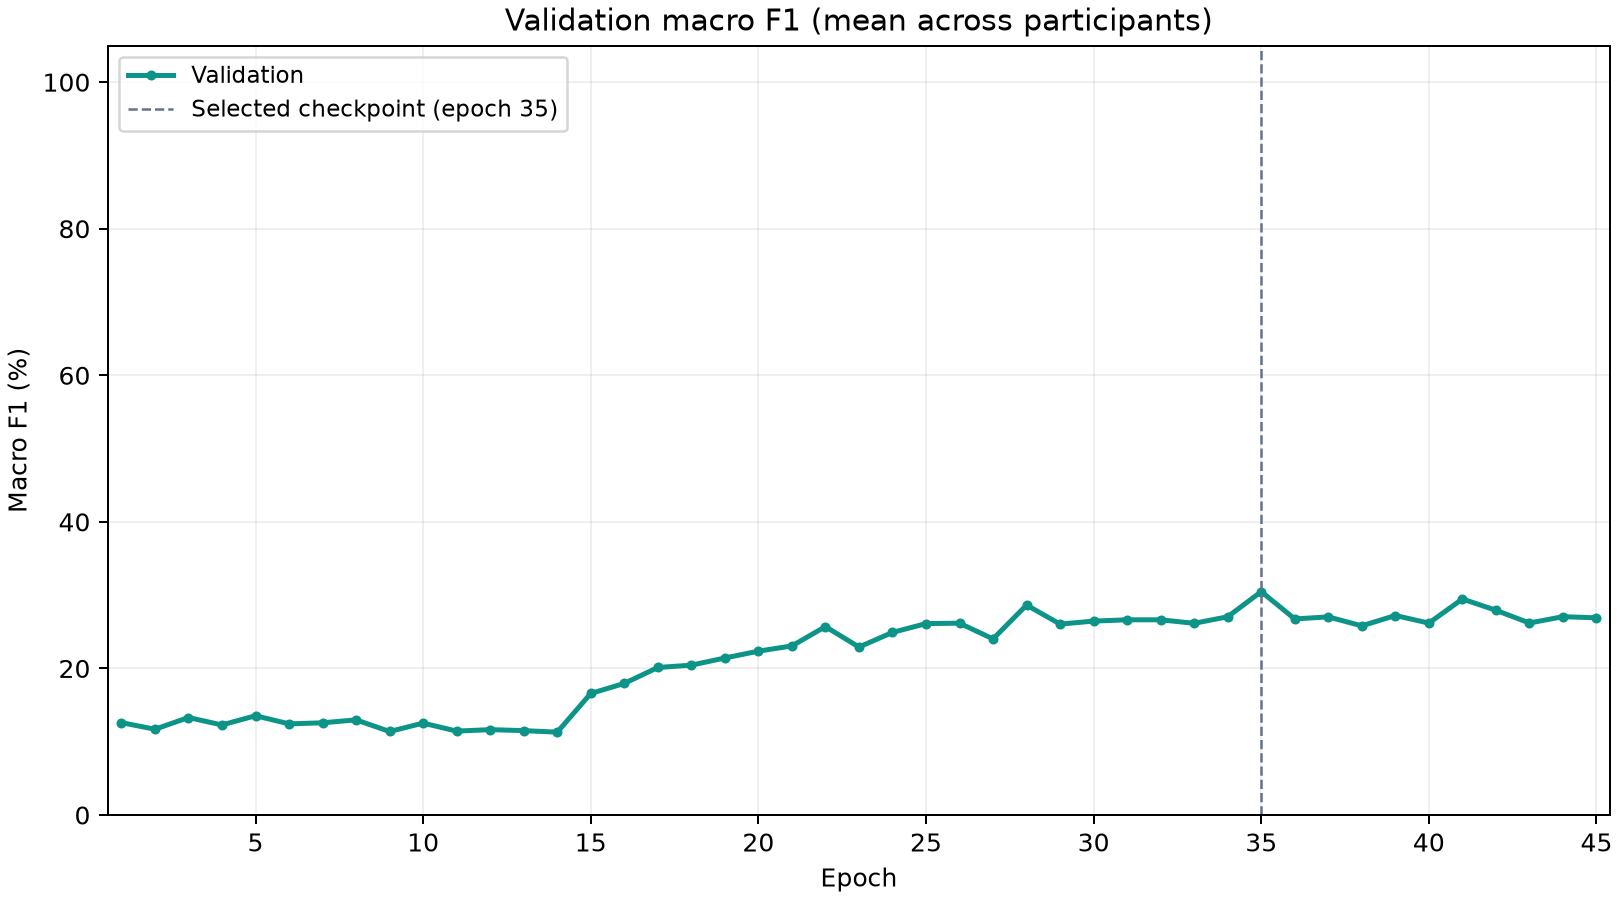 Validation macro F1 (mean across participants)
Validation
Selected checkpoint (epoch 35)
Macro F1 (%)
100
80
60
40
20
0
5 10 15 20 25 30 35 40 45
Epoch